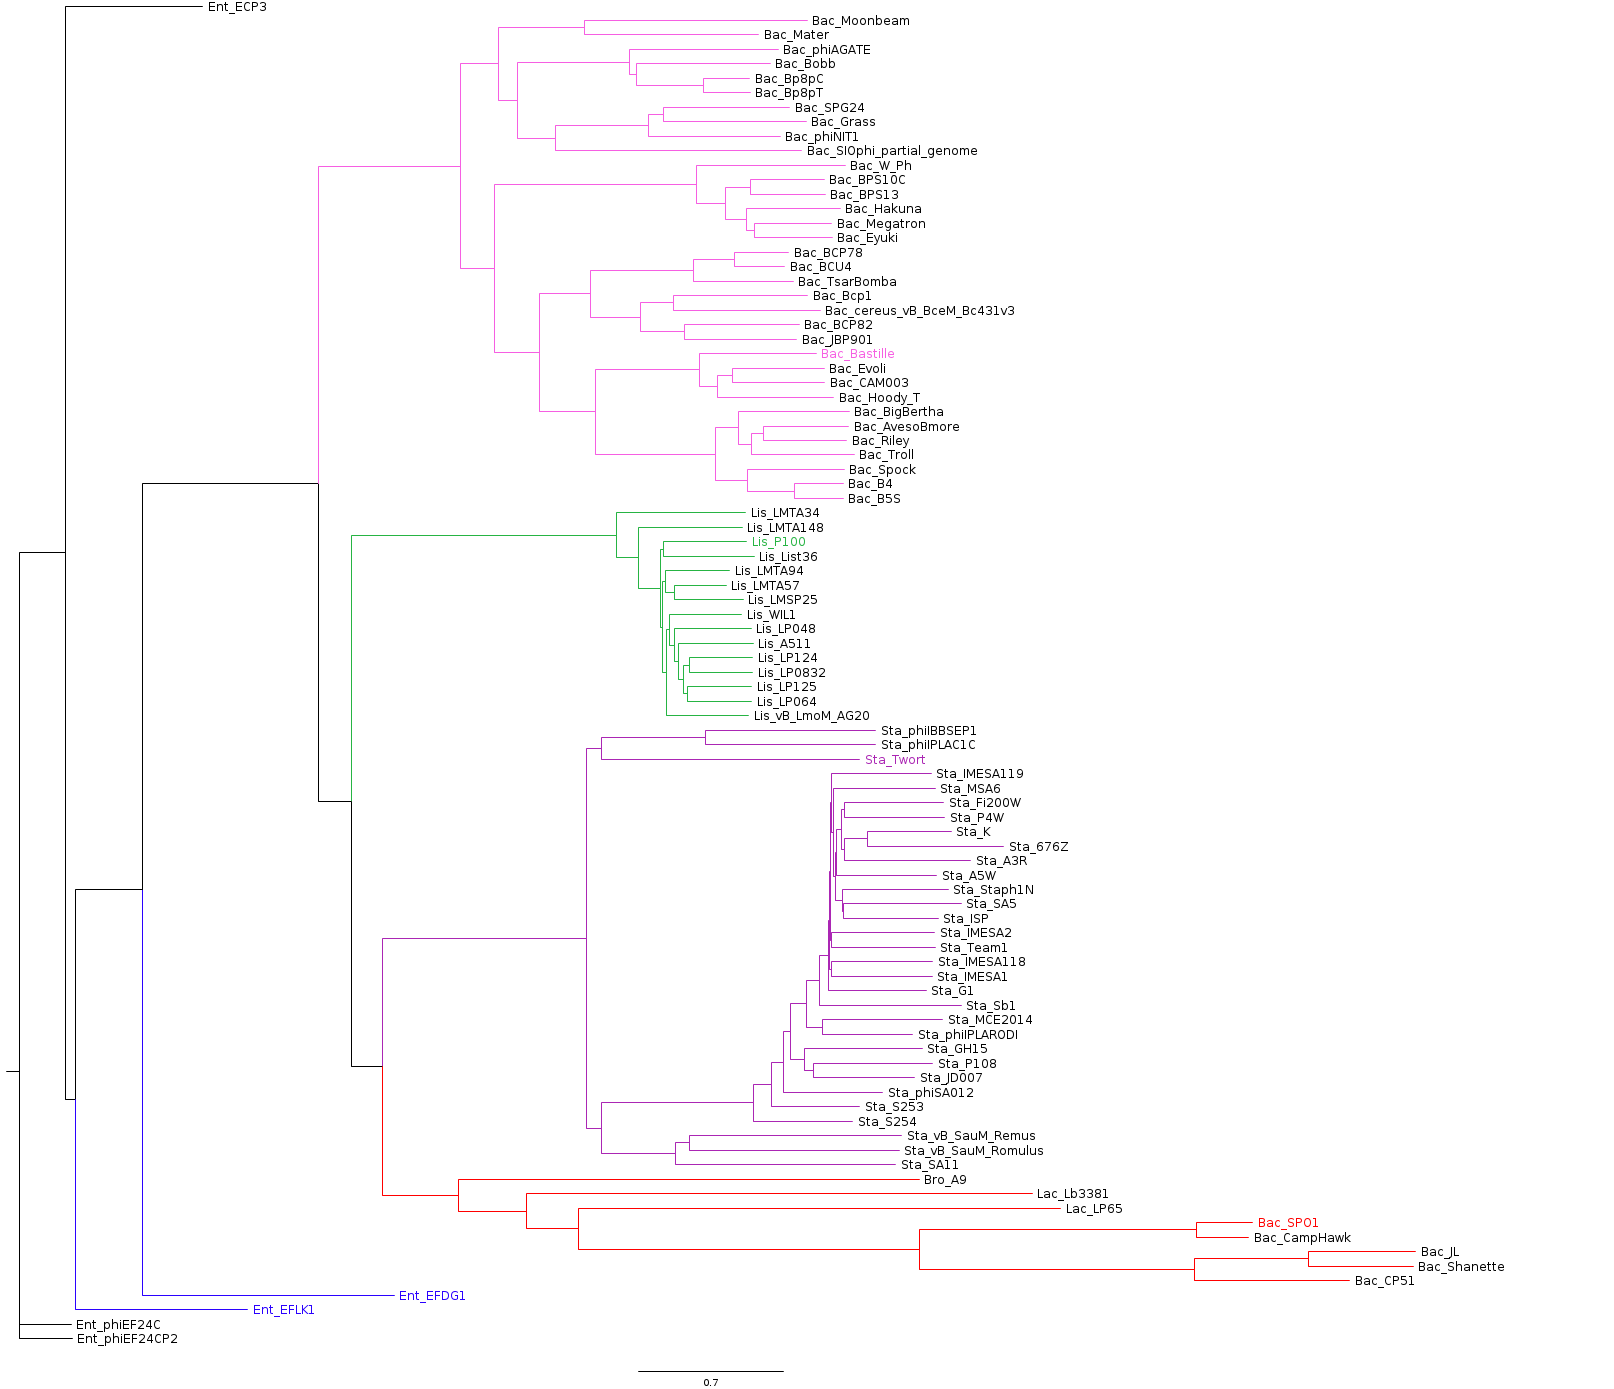 Ent_ECP3
Bac_Moonbeam
Bac_Mater
Bac_phiAGATE
Bac_Bobb
Bac_Bp8pC
Bac_Bp8pT
Bac_SPG24
Bac_Grass
Bac_phiNIT1
Bac_SIOphi_partial_genome
Bac_W_Ph
Bac_BPS10C
Bac_BPS13
Bac_Hakuna
Bac_Megatron
Bac_Eyuki
Bac_BCP78
Bac_BCU4
Bac_TsarBomba
Bac_Bcp1
Bac_cereus_vB_BceM_Bc431v3
Bac_BCP82
Bac_JBP901
Bac_Bastille
Bac_Evoli
Bac_CAM003
Bac_Hoody_T
Bac_BigBertha
Bac_AvesoBmore
Bac_Riley
Bac_Troll
Bac_Spock
Bac_B4
Bac_B5S
Lis_LMTA34
Lis_LMTA148
Lis_P100
Lis_List36
Lis_LMTA94
Lis_LMTA57
Lis_LMSP25
Lis_WIL1
Lis_LP048
Lis_A511
Lis_LP124
Lis_LP0832
Lis_LP125
Lis_LP064
Lis_vB_LmoM_AG20
Sta_phiIBBSEP1
Sta_phiIPLAC1C
Sta_Twort
Sta_IMESA119
Sta_MSA6
Sta_Fi200W
Sta_P4W
Sta_K
Sta_676Z
Sta_A3R
Sta_A5W
Sta_Staph1N
Sta_SA5
Sta_ISP
Sta_IMESA2
Sta_Team1
Sta_IMESA118
Sta_IMESA1
Sta_G1
Sta_Sb1
Sta_MCE2014
Sta_phiIPLARODI
Sta_GH15
Sta_P108
Sta_JD007
Sta_phiSA012
Sta_S253
Sta_S254
Sta_vB_SauM_Remus
Sta_vB_SauM_Romulus
Sta_SA11
Bro_A9
Lac_Lb3381
Lac_LP65
Bac_SPO1
Bac_CampHawk
Bac_JL
Bac_Shanette
Bac_CP51
Ent_EFDG1
Ent_EFLK1
Ent_phiEF24C
Ent_phiEF24CP2
0.7